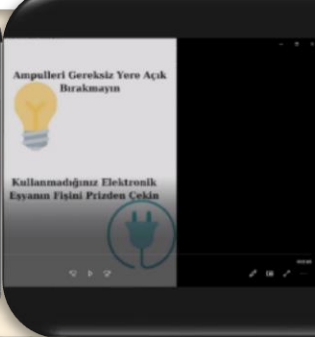 Ampulleri Gereksiz Yere Açık
Bırakmayın
Kullanmadığınız Elektronik
Eşyanın Fişini Prizden Çekin